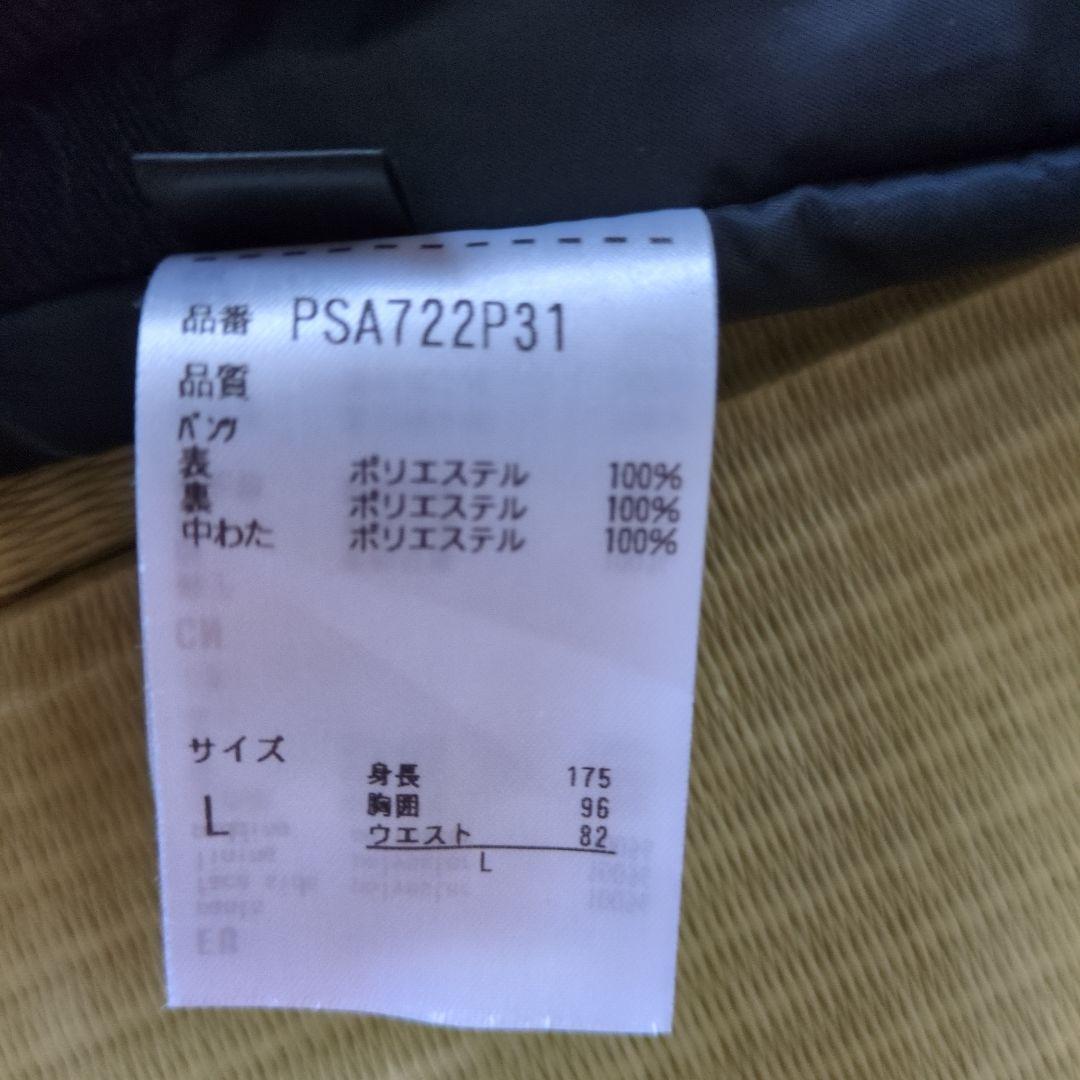 品番 PSA722P31
品質
パンツ
表 ポリエステル 100%
裏 ポリエステル 100%
中わた ポリエステル 100%
サイズ
身長 175
L 胸囲 96
ウエスト 82
L